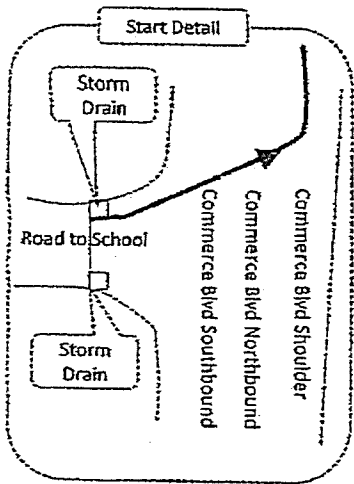 Start Detail
Storm
Drain
Road to School
Storm
Drain
Commerce Blvd Southbound
Commerce Blvd Northbound
Commerce Blvd Shoulder